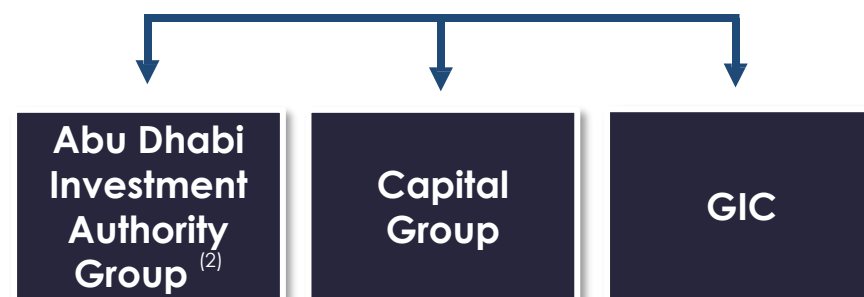 Abu Dhabi
Investment
Authority
Group (2)
Capital
Group
GIC